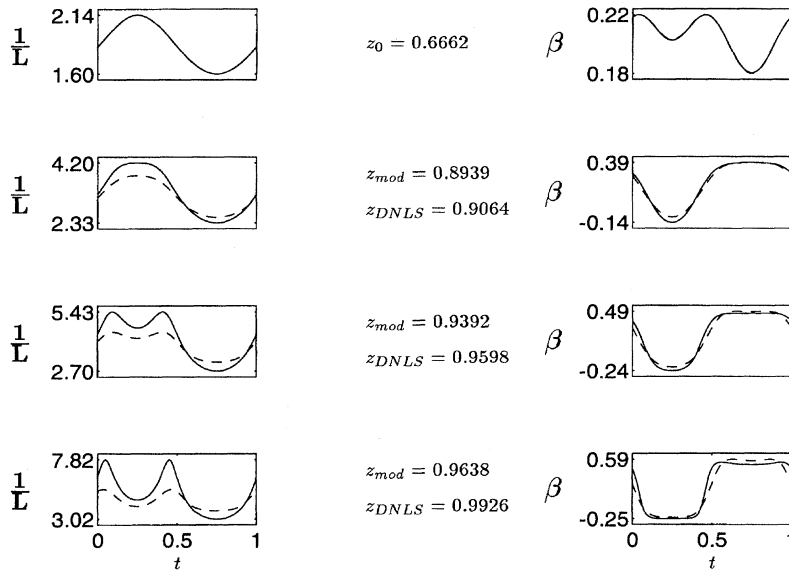 1/L
2.14
1.60
z₀ = 0.6662
β
0.22
0.18
1/L
4.20
2.33
z_mod = 0.8939
z_DNLS = 0.9064
β
0.39
-0.14
1/L
5.43
2.70
z_mod = 0.9392
z_DNLS = 0.9598
β
0.49
-0.24
1/L
7.82
3.02
z_mod = 0.9638
z_DNLS = 0.9926
β
0.59
-0.25
0 0.5 1
t
0 0.5 1
t